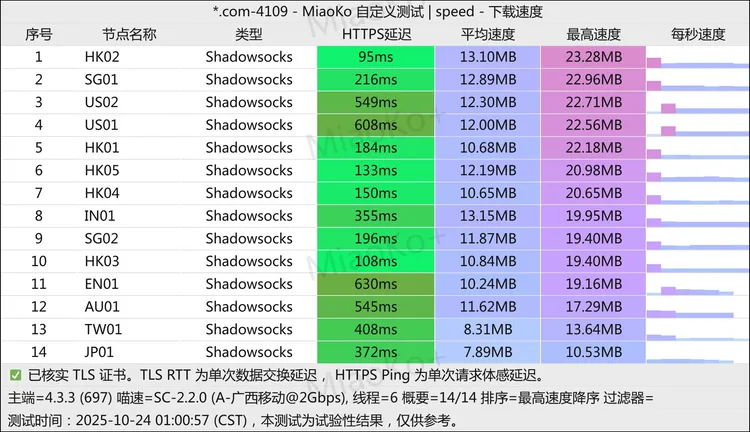 *.com-4109 - MiaoKo 自定义测试 | speed - 下载速度
序号 节点名称 类型 HTTPS延迟 平均速度 最高速度 每秒速度
1 HK02 Shadowsocks 95ms 13.10MB 23.28MB
2 SG01 Shadowsocks 216ms 12.89MB 22.96MB
3 US02 Shadowsocks 549ms 12.30MB 22.71MB
4 US01 Shadowsocks 608ms 12.00MB 22.56MB
5 HK01 Shadowsocks 184ms 10.68MB 22.18MB
6 HK05 Shadowsocks 133ms 12.19MB 20.98MB
7 HK04 Shadowsocks 150ms 10.65MB 20.65MB
8 IN01 Shadowsocks 355ms 13.15MB 19.95MB
9 SG02 Shadowsocks 196ms 11.87MB 19.40MB
10 HK03 Shadowsocks 108ms 10.84MB 19.40MB
11 EN01 Shadowsocks 630ms 10.24MB 19.16MB
12 AU01 Shadowsocks 545ms 11.62MB 17.29MB
13 TW01 Shadowsocks 408ms 8.31MB 13.64MB
14 JP01 Shadowsocks 372ms 7.89MB 10.53MB
✅ 已核实 TLS 证书。TLS RTT 为单次数据交换延迟，HTTPS Ping 为单次请求体感延迟。
主端=4.3.3 (697) 喵速=SC-2.2.0 (A-广西移动@2Gbps), 线程=6 概要=14/14 排序=最高速度降序 过滤器=
测试时间：2025-10-24 01:00:57 (CST)，本测试为试验性结果，仅供参考。
MiaoKo+
MiaoKo+
MiaoKo+